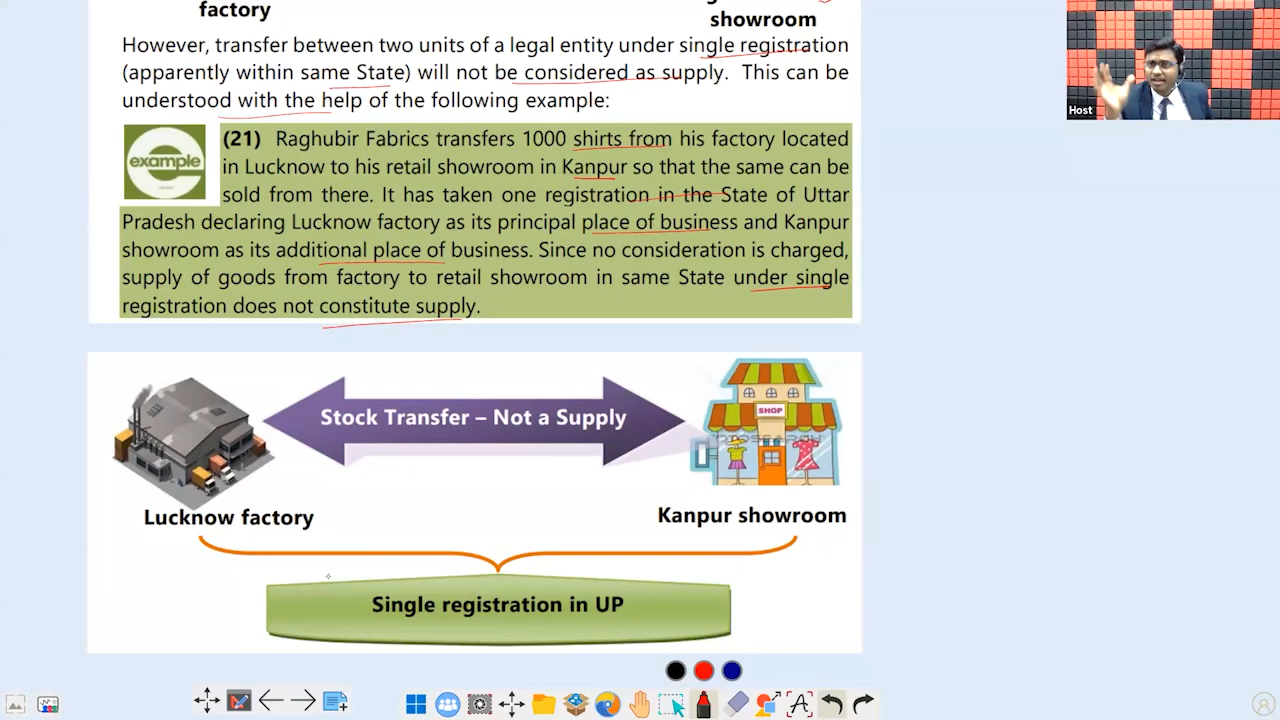 factory
showroom
Host
However, transfer between two units of a legal entity under single registration
(apparently within same State) will not be considered as supply. This can be
understood with the help of the following example:
example
(21) Raghubir Fabrics transfers 1000 shirts from his factory located
in Lucknow to his retail showroom in Kanpur so that the same can be
sold from there. It has taken one registration in the State of Uttar
Pradesh declaring Lucknow factory as its principal place of business and Kanpur
showroom as its additional place of business. Since no consideration is charged,
supply of goods from factory to retail showroom in same State under single
registration does not constitute supply.
Stock Transfer – Not a Supply
SHOP
Lucknow factory
Kanpur showroom
Single registration in UP